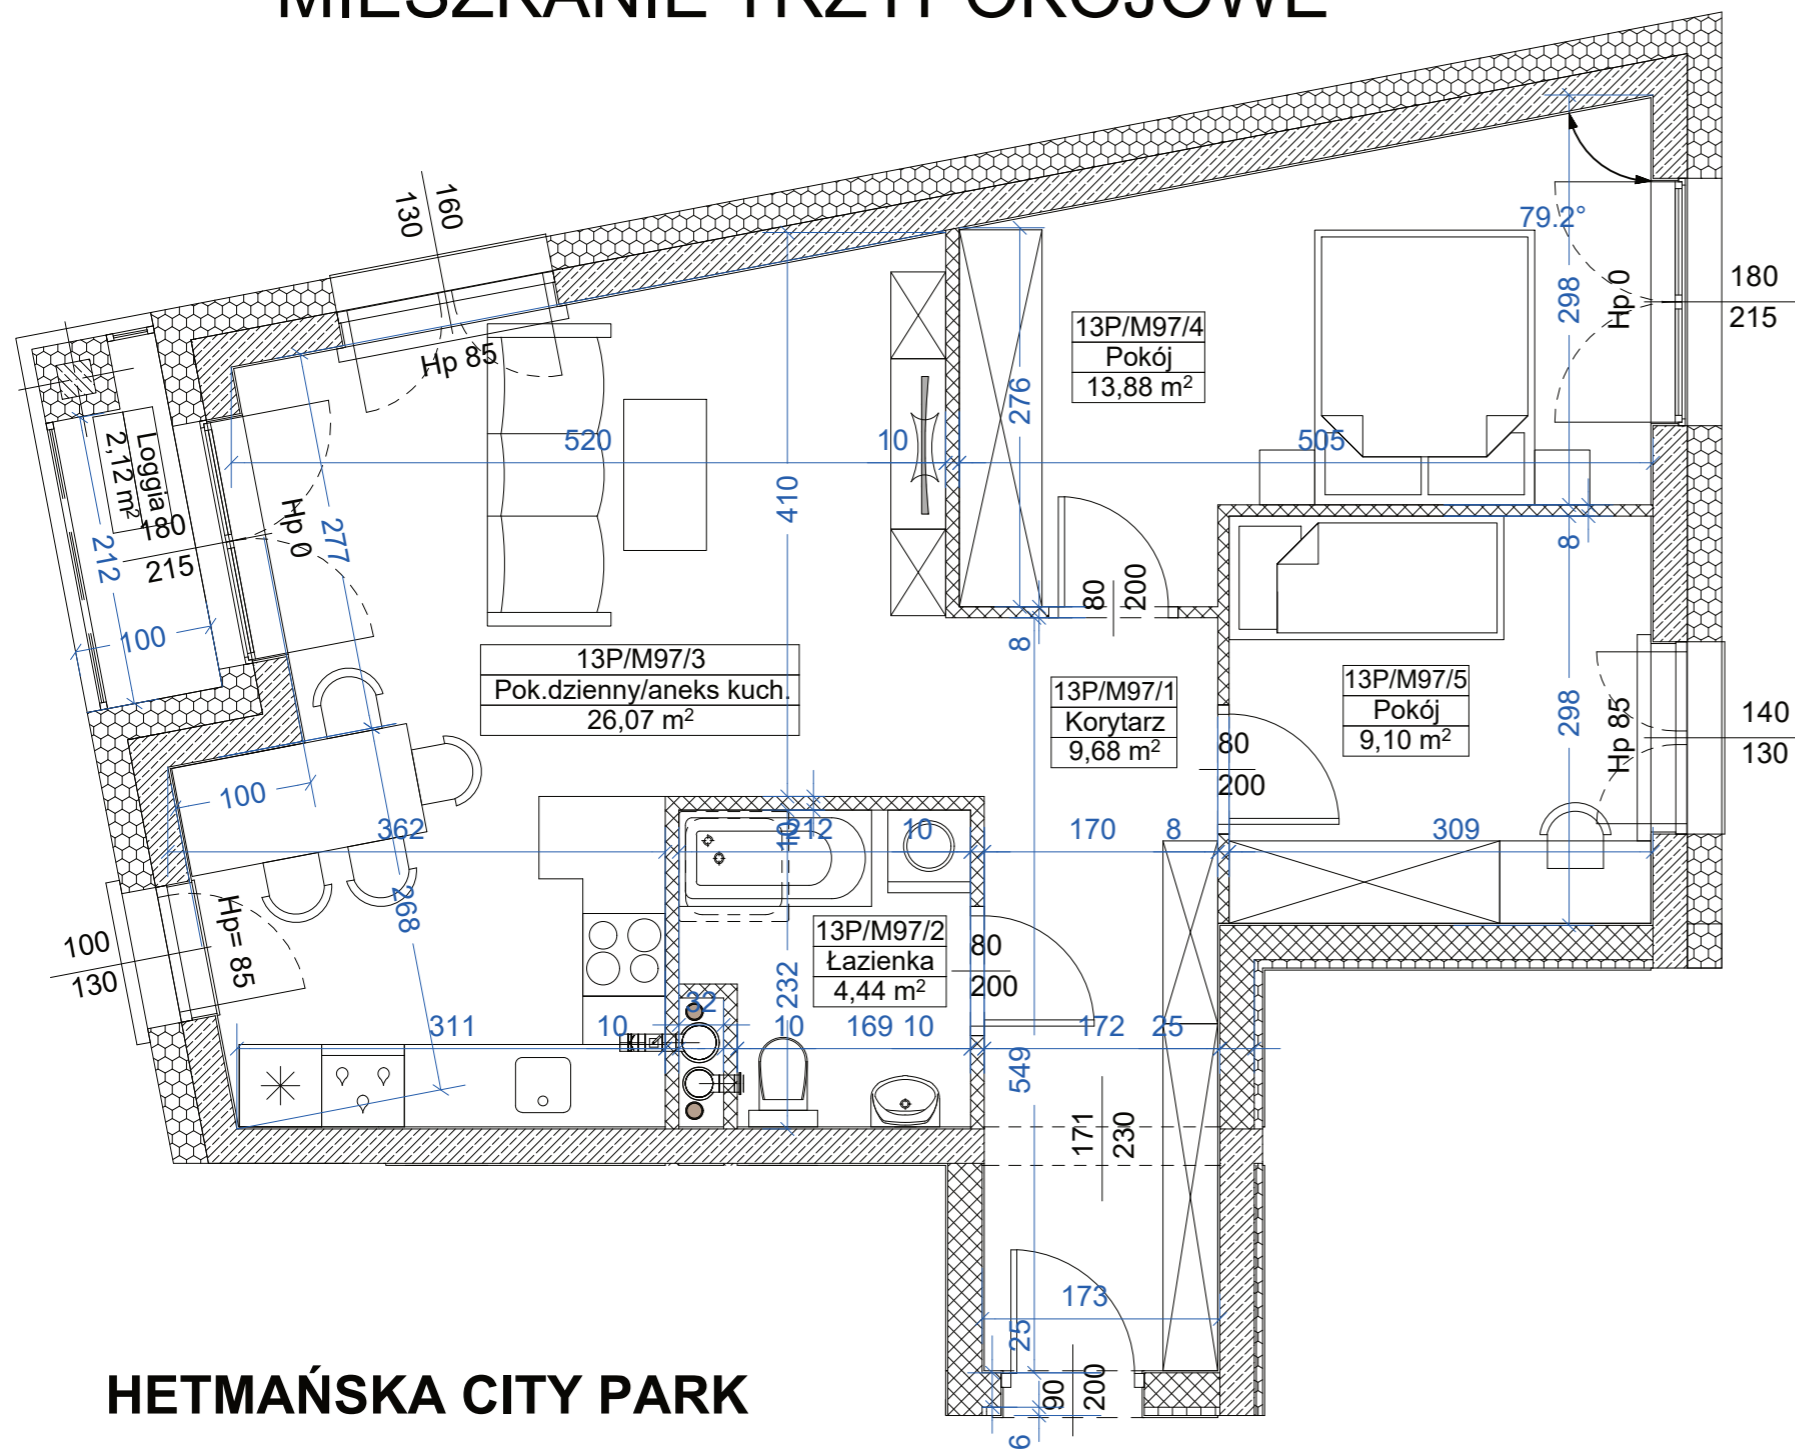 MIESZKANIE TRZYPOKOJOWE
160
130
Hp 85
79.2°
298
Hp 0
180
215
13P/M97/4
Pokój
13,88 m²
276
Loggia
2,12 m²
180
215
212
100
Hp 0
277
520
10
505
410
8
80
200
8
13P/M97/3
Pok.dzienny/aneks kuch.
26,07 m²
13P/M97/1
Korytarz
9,68 m²
13P/M97/5
Pokój
9,10 m²
298
Hp 85
140
130
80
200
100
362
10
212
10
170
8
309
268
Hp= 85
100
130
13P/M97/2
Łazienka
4,44 m²
80
200
232
32
311
10
10
169
10
172
25
549
171
230
173
25
90
200
6
HETMAŃSKA CITY PARK